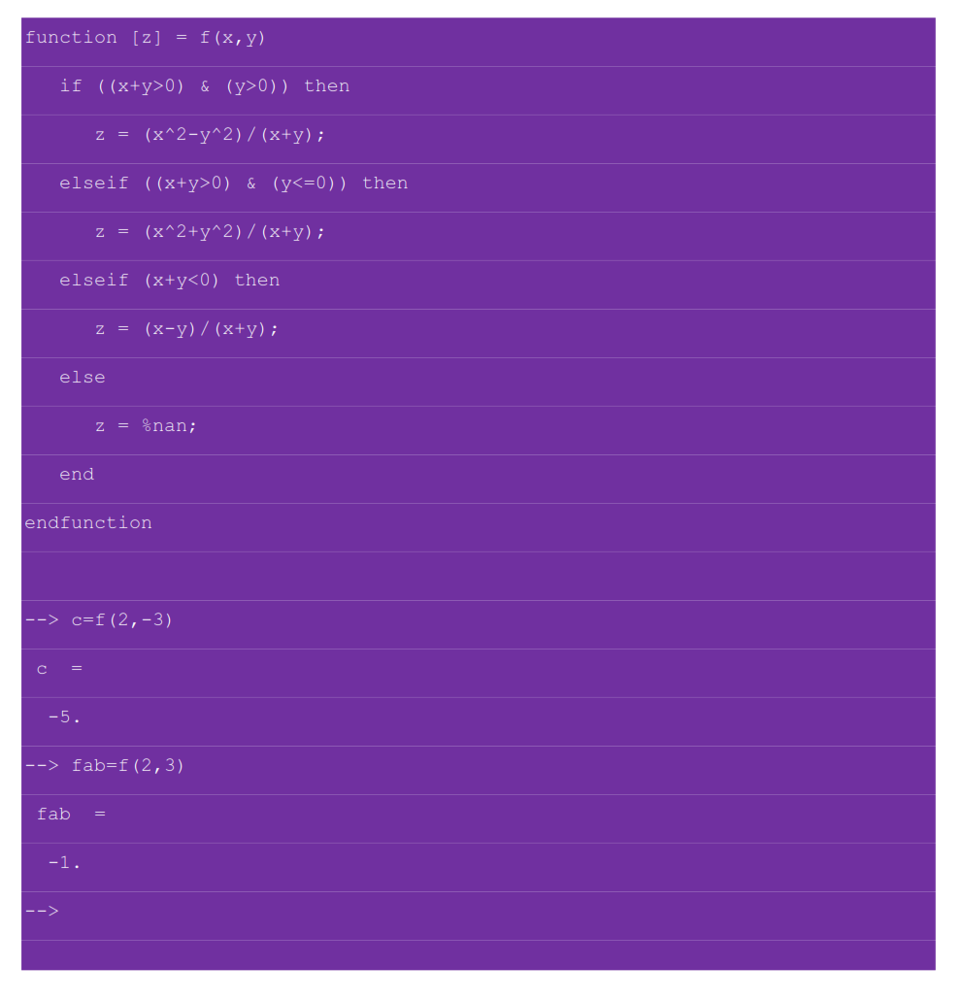 function [z] = f(x,y)
   if ((x+y>0) & (y>0)) then
      z = (x^2-y^2)/(x+y);
   elseif ((x+y>0) & (y<=0)) then
      z = (x^2+y^2)/(x+y);
   elseif (x+y<0) then
      z = (x-y)/(x+y);
   else
      z = %nan;
   end
endfunction
--> c=f(2,-3)
 c  =
  -5.
--> fab=f(2,3)
 fab  =
  -1.
-->